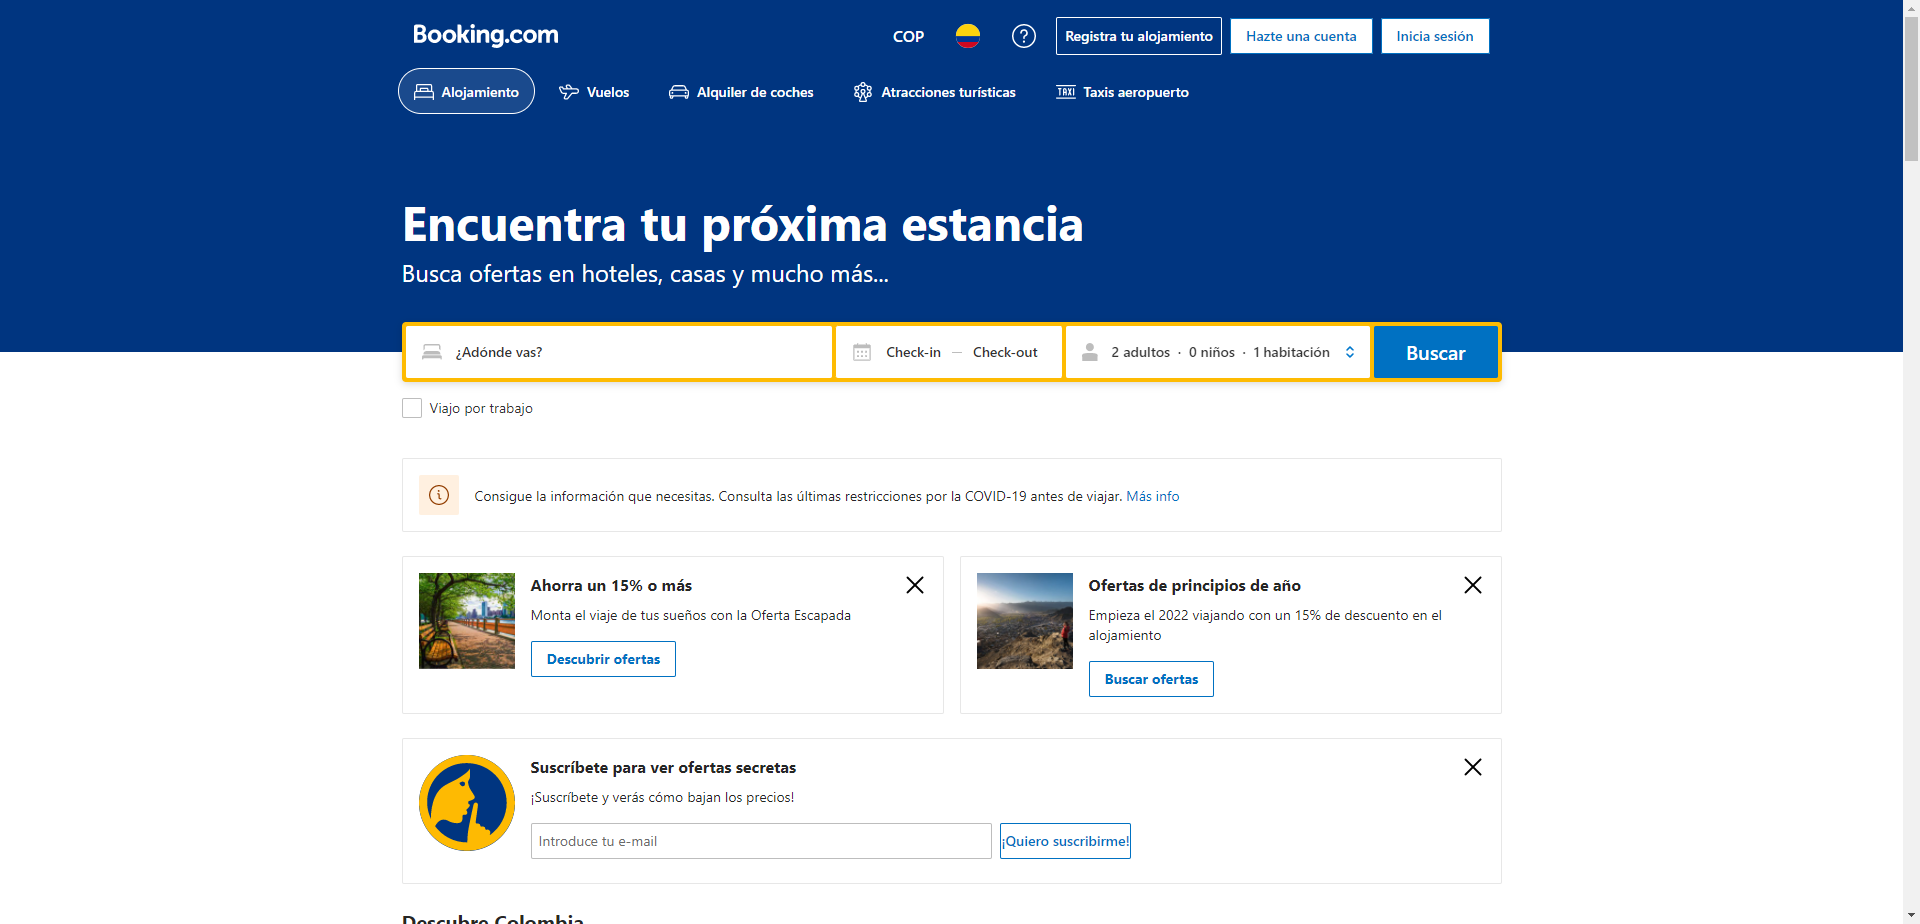 Booking.com
COP
Registra tu alojamiento
Hazte una cuenta
Inicia sesión
Alojamiento
Vuelos
Alquiler de coches
Atracciones turísticas
TAXI
Taxis aeropuerto
Encuentra tu próxima estancia
Busca ofertas en hoteles, casas y mucho más...
¿Adónde vas?
Check-in — Check-out
2 adultos · 0 niños · 1 habitación
Buscar
Viajo por trabajo
Consigue la información que necesitas. Consulta las últimas restricciones por la COVID-19 antes de viajar. Más info
Ahorra un 15% o más
Monta el viaje de tus sueños con la Oferta Escapada
Descubrir ofertas
Ofertas de principios de año
Empieza el 2022 viajando con un 15% de descuento en el
alojamiento
Buscar ofertas
Suscríbete para ver ofertas secretas
¡Suscríbete y verás cómo bajan los precios!
Introduce tu e-mail
¡Quiero suscribirme!
Descubre Colombia